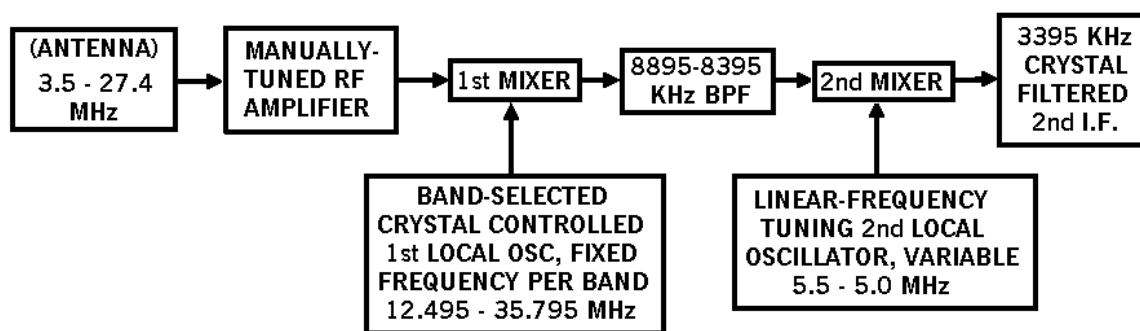 (ANTENNA)
3.5 - 27.4
MHz
MANUALLY-
TUNED RF
AMPLIFIER
1st MIXER
8895-8395
KHz BPF
2nd MIXER
3395 KHz
CRYSTAL
FILTERED
2nd I.F.
BAND-SELECTED
CRYSTAL CONTROLLED
1st LOCAL OSC, FIXED
FREQUENCY PER BAND
12.495 - 35.795 MHz
LINEAR-FREQUENCY
TUNING 2nd LOCAL
OSCILLATOR, VARIABLE
5.5 - 5.0 MHz